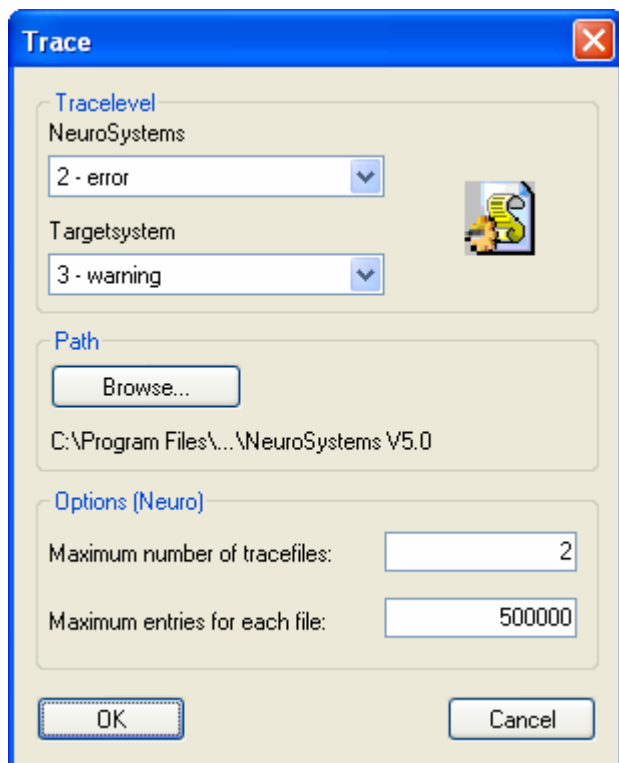 Trace
Tracelevel
NeuroSystems
2 - error
Targetsystem
3 - warning
Path
Browse...
C:\Program Files\...\NeuroSystems V5.0
Options (Neuro)
Maximum number of tracefiles: 2
Maximum entries for each file: 500000
OK Cancel